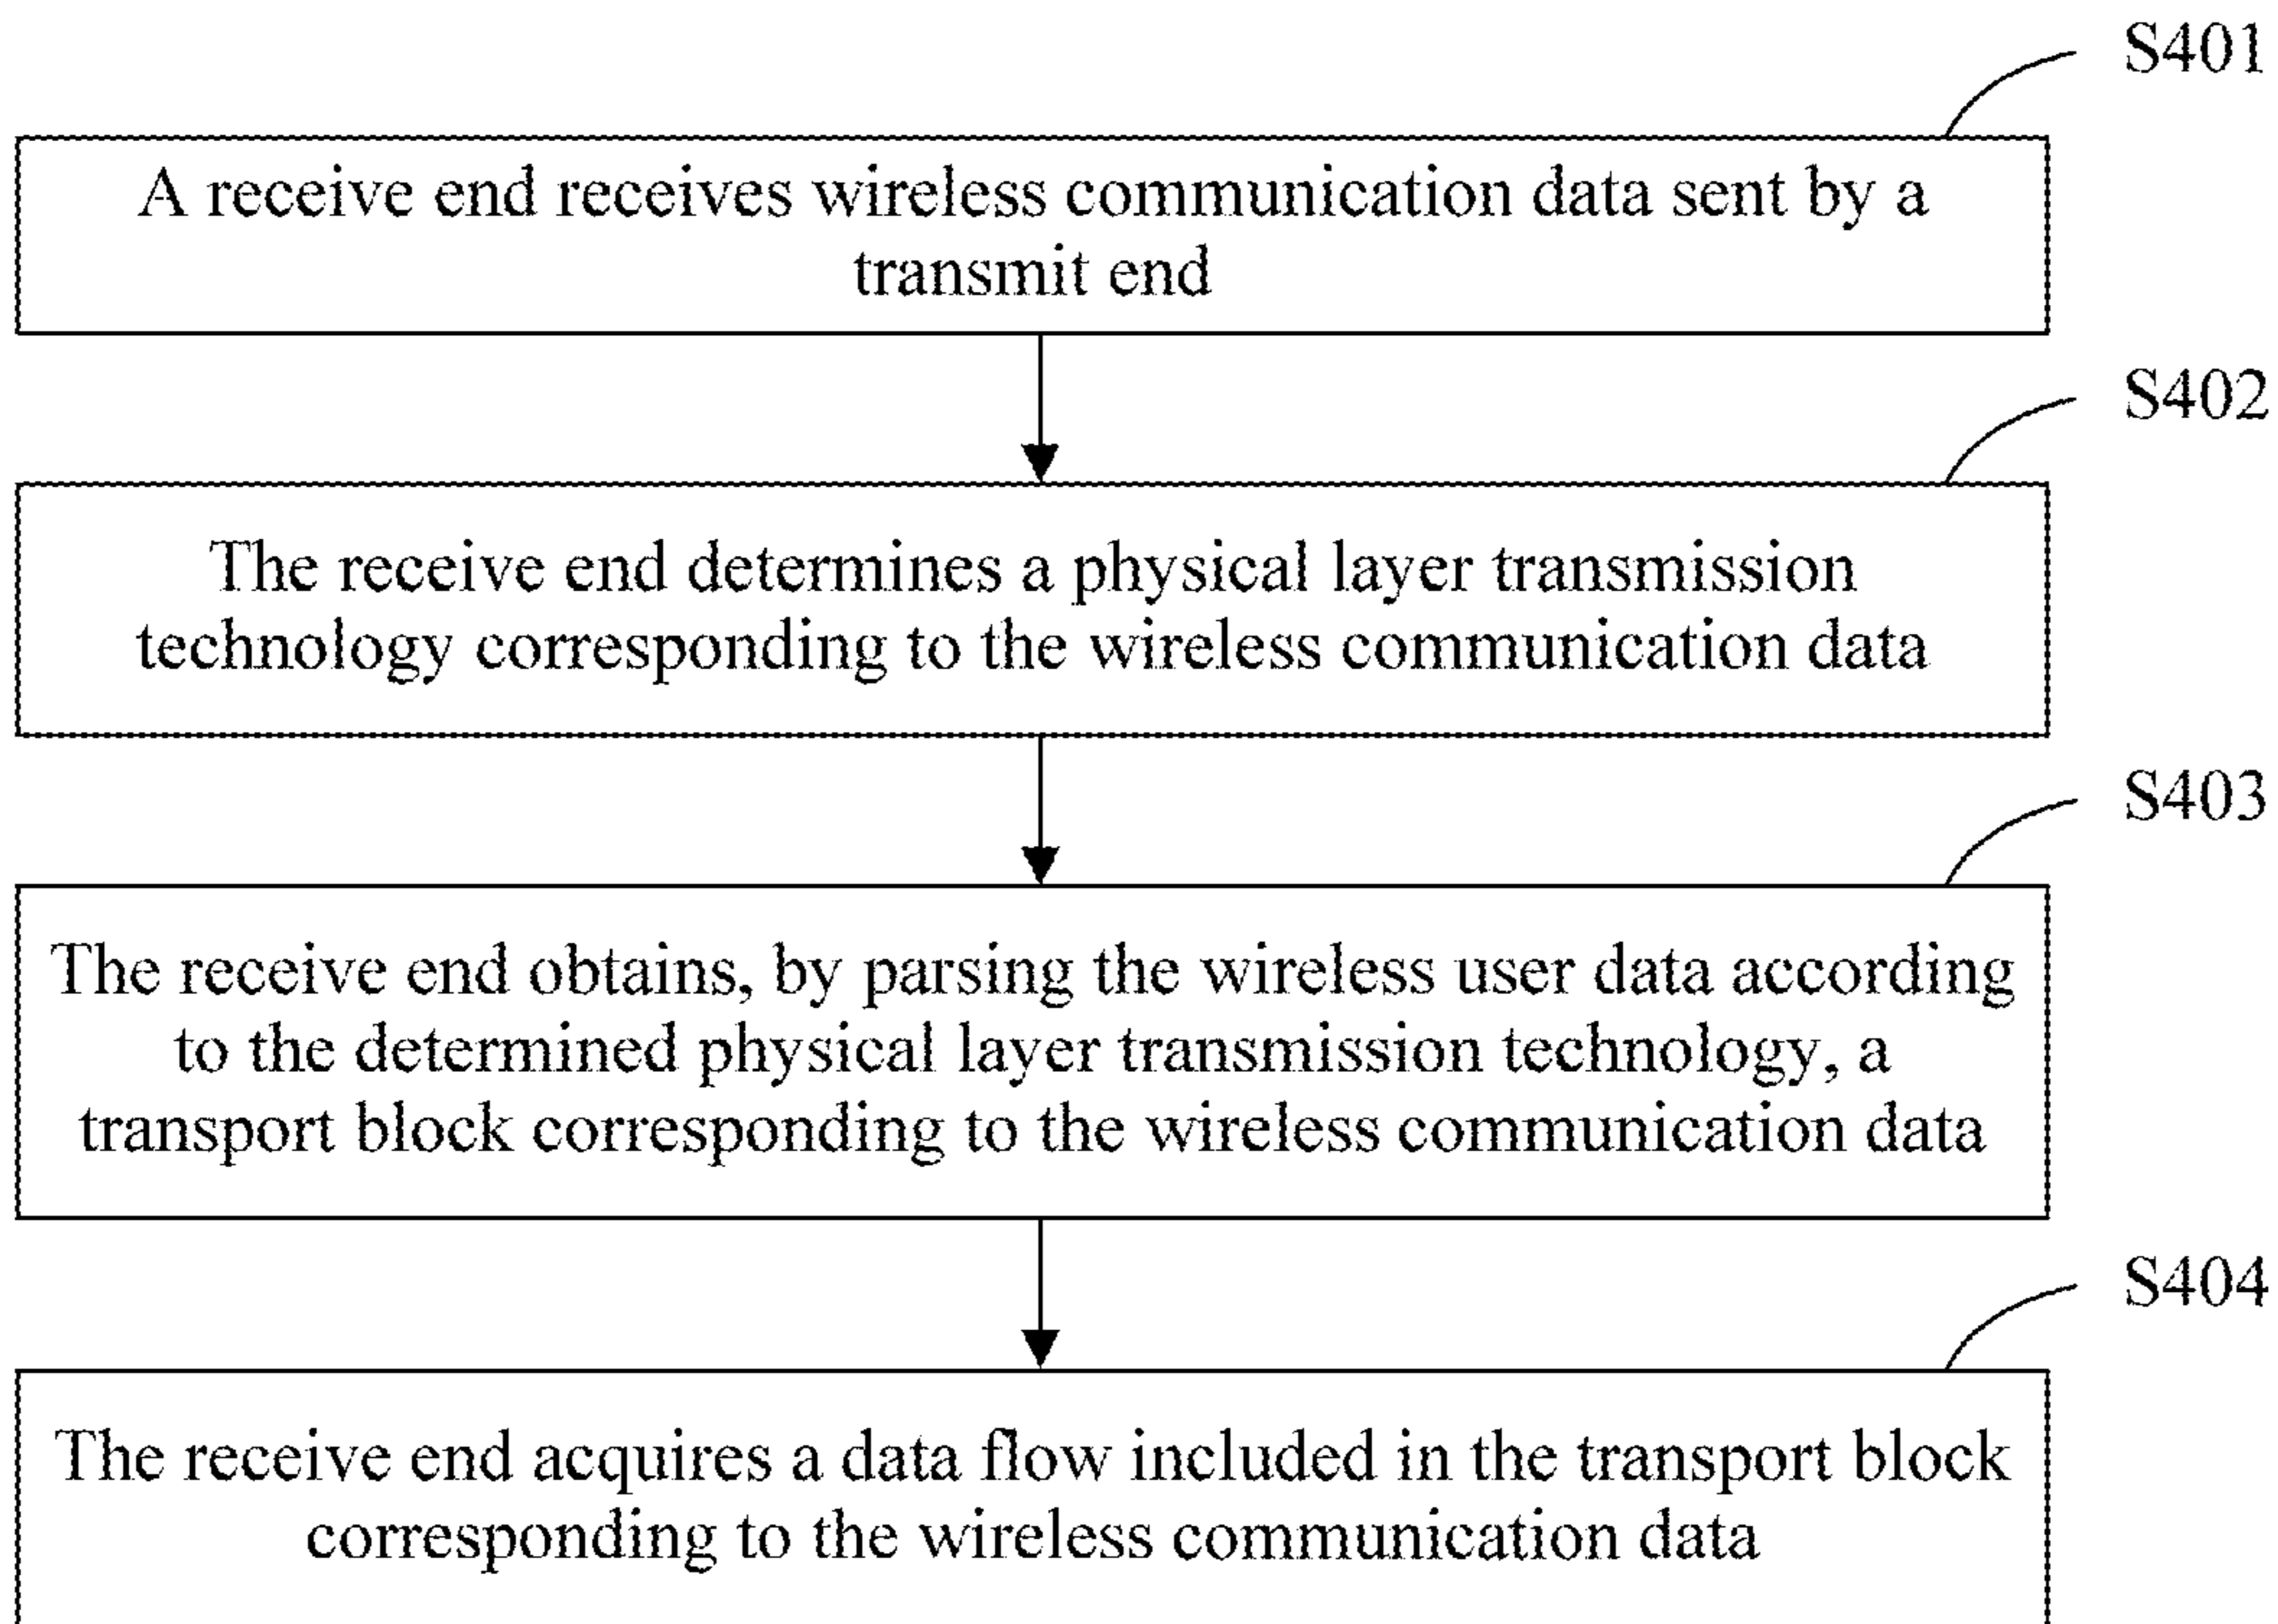 S401
A receive end receives wireless communication data sent by a
transmit end
S402
The receive end determines a physical layer transmission
technology corresponding to the wireless communication data
S403
The receive end obtains, by parsing the wireless user data according
to the determined physical layer transmission technology, a
transport block corresponding to the wireless communication data
S404
The receive end acquires a data flow included in the transport block
corresponding to the wireless communication data